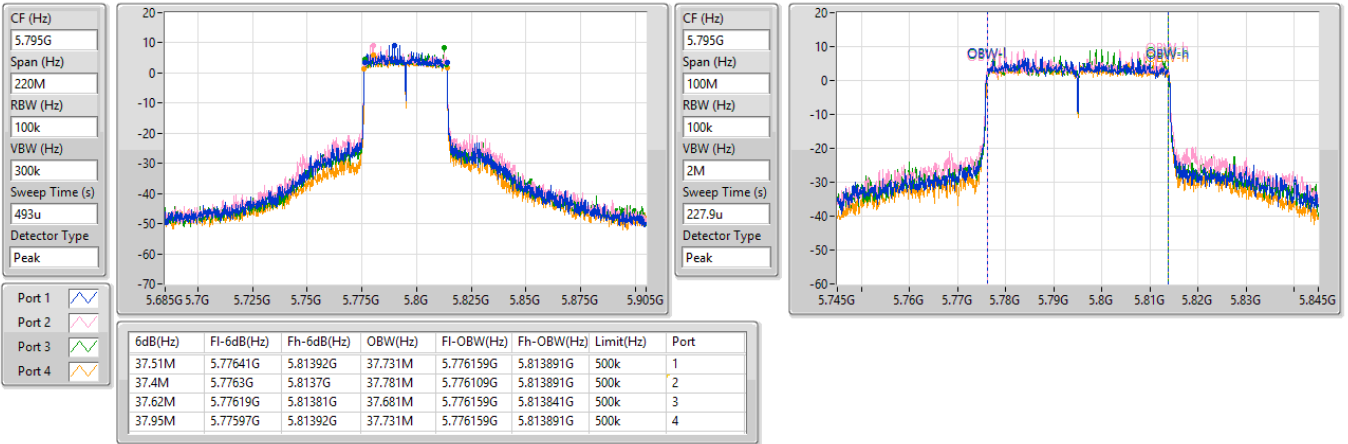 CF (Hz)
5.795G
Span (Hz)
220M
RBW (Hz)
100k
VBW (Hz)
300k
Sweep Time (s)
493u
Detector Type
Peak
20
10
0
-10
-20
-30
-40
-50
-60
-70
5.685G 5.7G 5.725G 5.75G 5.775G 5.8G 5.825G 5.85G 5.875G 5.905G
CF (Hz)
5.795G
Span (Hz)
100M
RBW (Hz)
100k
VBW (Hz)
2M
Sweep Time (s)
227.9u
Detector Type
Peak
20
10
0
-10
-20
-30
-40
-50
-60
OBW-l OBW-h
5.745G 5.76G 5.77G 5.78G 5.79G 5.8G 5.81G 5.82G 5.83G 5.845G
Port 1
Port 2
Port 3
Port 4
6dB(Hz) Fl-6dB(Hz) Fh-6dB(Hz) OBW(Hz) Fl-OBW(Hz) Fh-OBW(Hz) Limit(Hz) Port
37.51M 5.77641G 5.81392G 37.731M 5.776159G 5.813891G 500k 1
37.4M 5.7763G 5.8137G 37.781M 5.776109G 5.813891G 500k 2
37.62M 5.77619G 5.81381G 37.681M 5.776159G 5.813841G 500k 3
37.95M 5.77597G 5.81392G 37.731M 5.776159G 5.813891G 500k 4